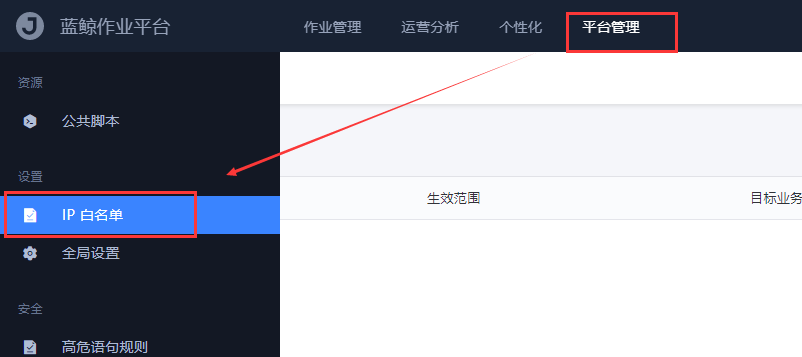 蓝鲸作业平台
作业管理 运营分析 个性化 平台管理
资源
公共脚本
设置
IP 白名单
全局设置
安全
高危语句规则
生效范围 目标业务